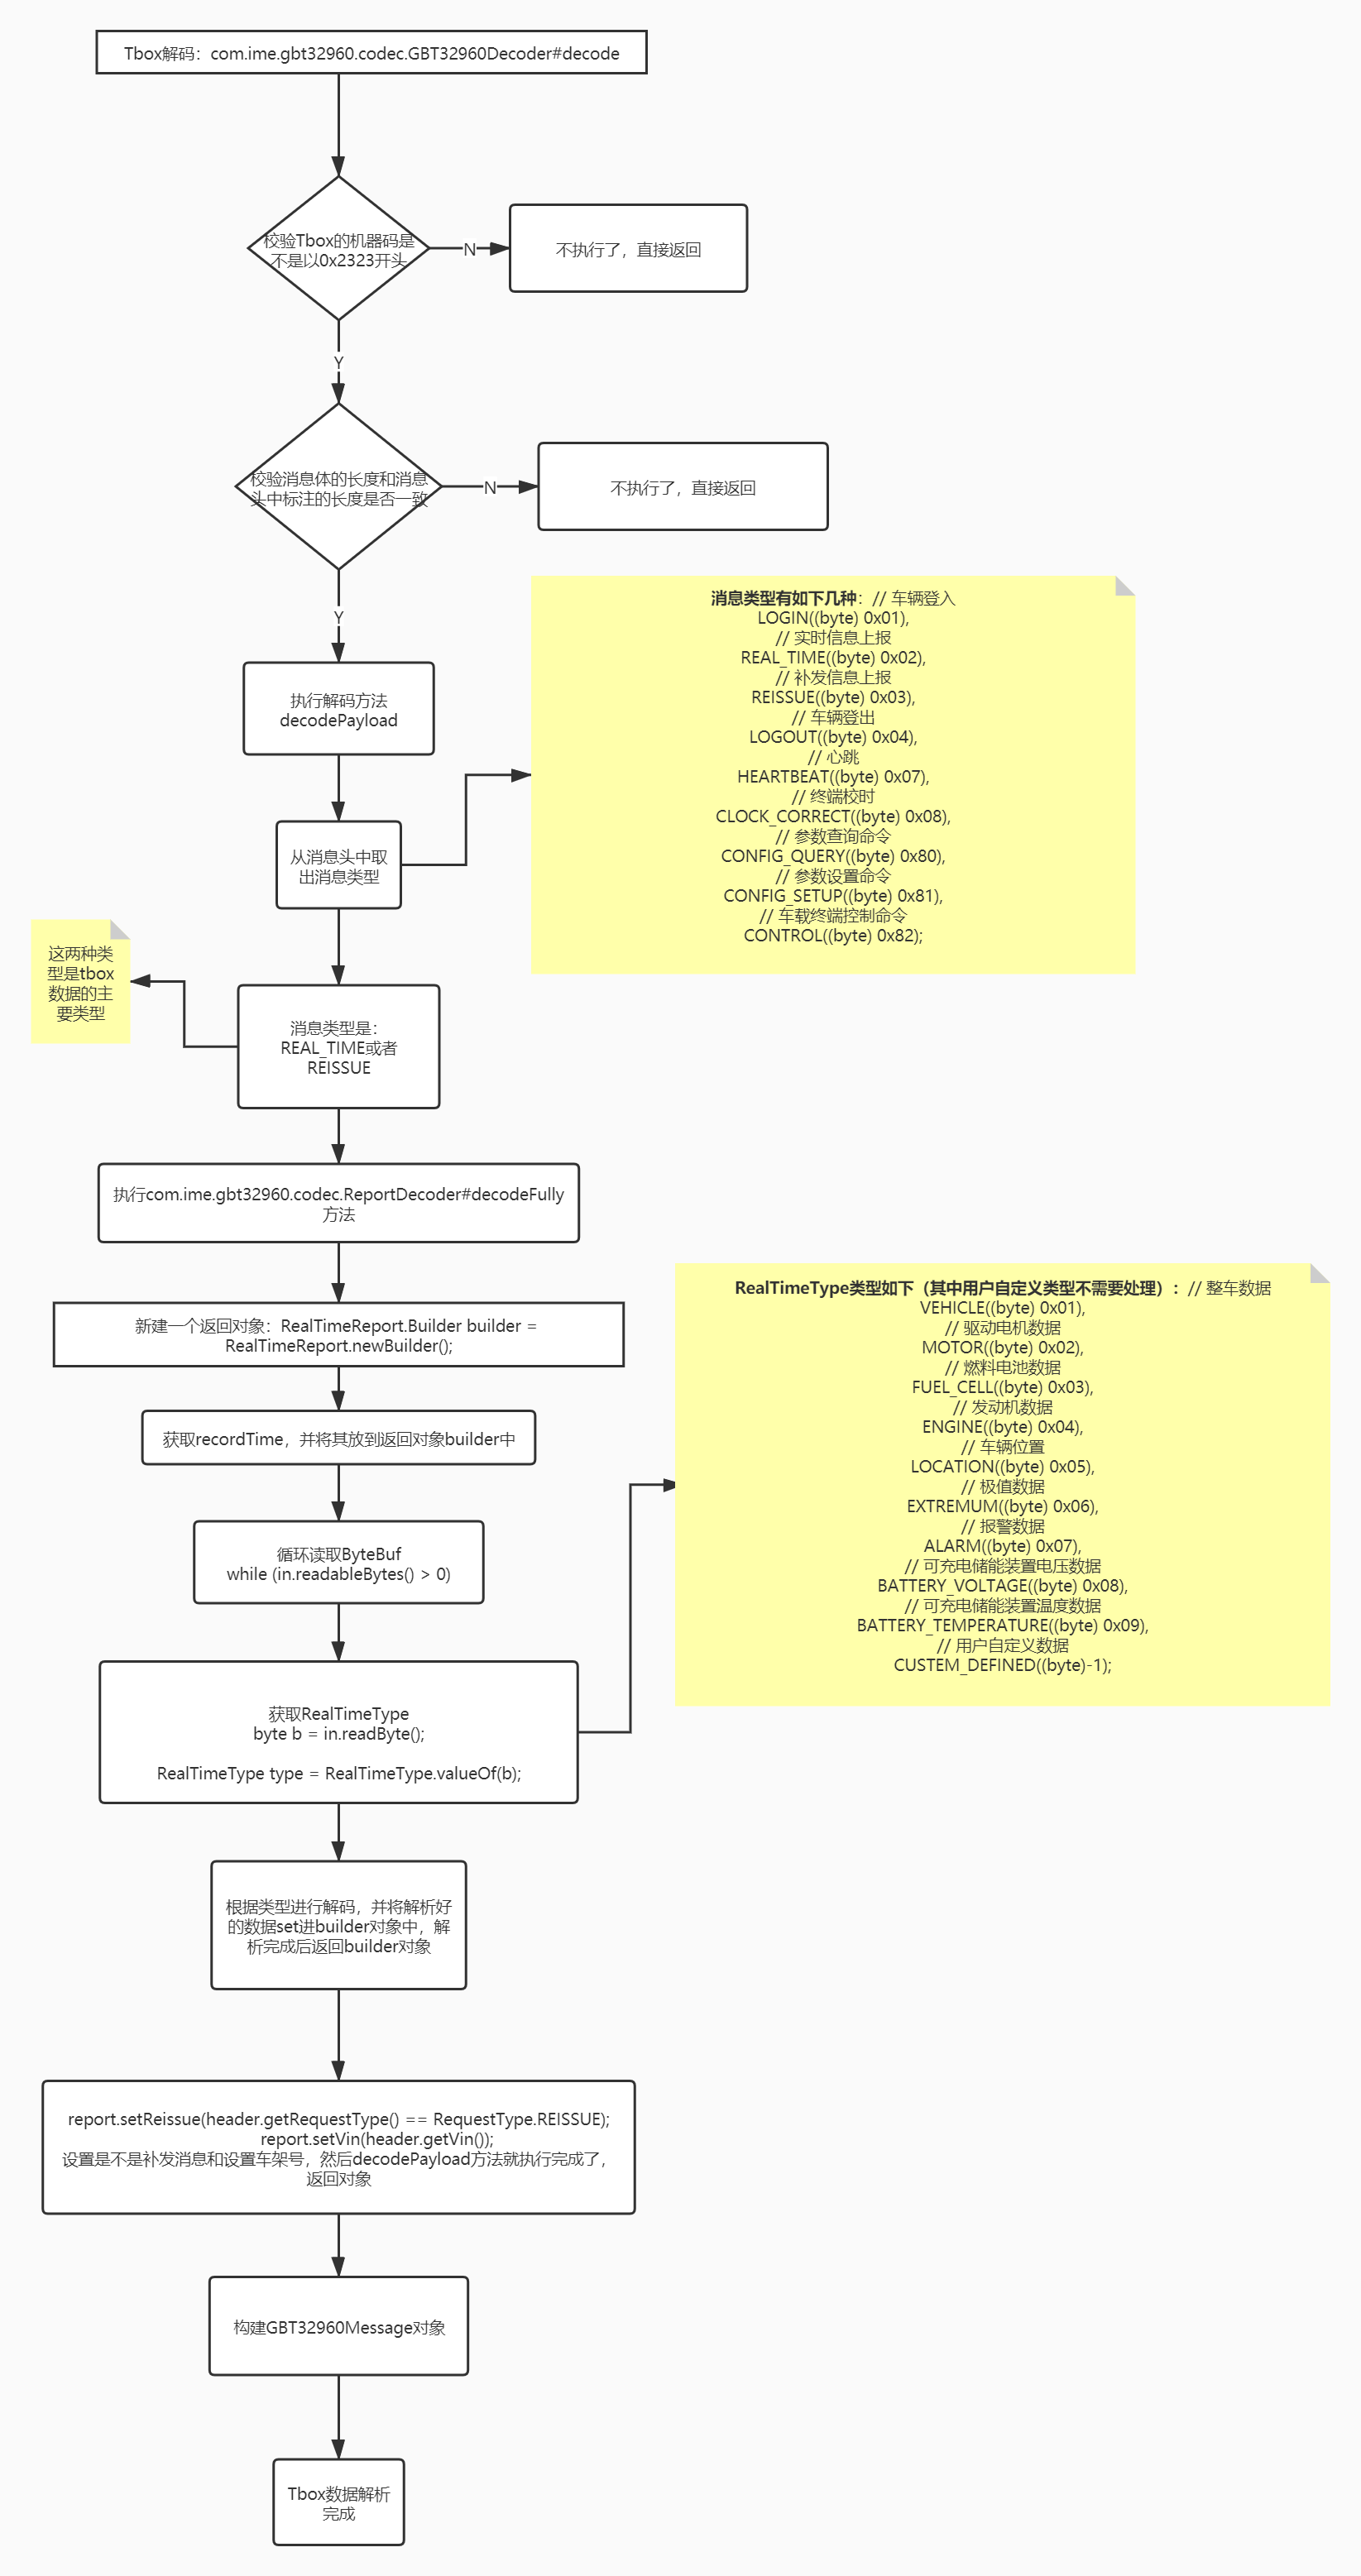 Tbox解码：com.ime.gbt32960.codec.GBT32960Decoder#decode
校验Tbox的机器码是
不是以0x2323开头
N
不执行了，直接返回
Y
校验消息体的长度和消息
头中标注的长度是否一致
N
不执行了，直接返回
Y
消息类型有如下几种：// 车辆登入
LOGIN((byte) 0x01),
// 实时信息上报
REAL_TIME((byte) 0x02),
// 补发信息上报
REISSUE((byte) 0x03),
// 车辆登出
LOGOUT((byte) 0x04),
// 心跳
HEARTBEAT((byte) 0x07),
// 终端校时
CLOCK_CORRECT((byte) 0x08),
// 参数查询命令
CONFIG_QUERY((byte) 0x80),
// 参数设置命令
CONFIG_SETUP((byte) 0x81),
// 车载终端控制命令
CONTROL((byte) 0x82);
执行解码方法
decodePayload
从消息头中取
出消息类型
这两种类
型是tbox
数据的主
要类型
消息类型是：
REAL_TIME或者
REISSUE
执行com.ime.gbt32960.codec.ReportDecoder#decodeFully
方法
新建一个返回对象：RealTimeReport.Builder builder =
RealTimeReport.newBuilder();
获取recordTime，并将其放到返回对象builder中
循环读取ByteBuf
while (in.readableBytes() > 0)
RealTimeType类型如下（其中用户自定义类型不需要处理）：// 整车数据
VEHICLE((byte) 0x01),
// 驱动电机数据
MOTOR((byte) 0x02),
// 燃料电池数据
FUEL_CELL((byte) 0x03),
// 发动机数据
ENGINE((byte) 0x04),
// 车辆位置
LOCATION((byte) 0x05),
// 极值数据
EXTREMUM((byte) 0x06),
// 报警数据
ALARM((byte) 0x07),
// 可充电储能装置电压数据
BATTERY_VOLTAGE((byte) 0x08),
// 可充电储能装置温度数据
BATTERY_TEMPERATURE((byte) 0x09),
// 用户自定义数据
CUSTEM_DEFINED((byte)-1);
获取RealTimeType
byte b = in.readByte();
RealTimeType type = RealTimeType.valueOf(b);
根据类型进行解码，并将解析好
的数据set进builder对象中，解
析完成后返回builder对象
report.setReissue(header.getRequestType() == RequestType.REISSUE);
report.setVin(header.getVin());
设置是不是补发消息和设置车架号，然后decodePayload方法就执行完成了，
返回对象
构建GBT32960Message对象
Tbox数据解析
完成